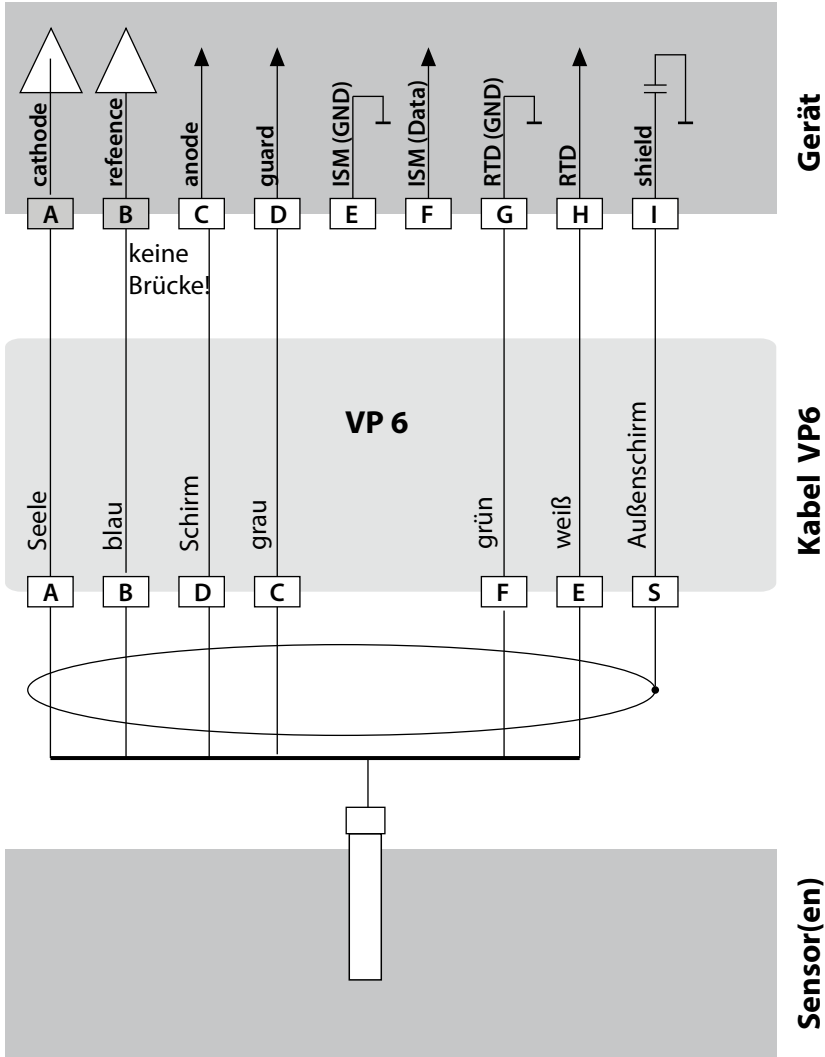 cathode
refeence
anode
guard
ISM (GND)
ISM (Data)
RTD (GND)
RTD
shield
Gerät
A
B
C
D
E
F
G
H
I
keine
Brücke!
VP 6
Kabel VP6
Seele
blau
Schirm
grau
grün
weiß
Außenschirm
A
B
D
C
F
E
S
Sensor(en)